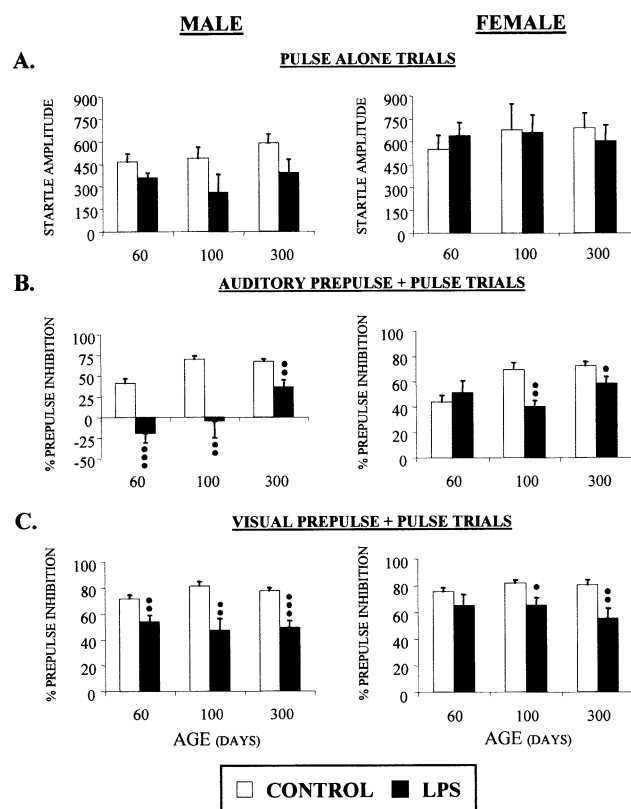 MALE FEMALE
A. PULSE ALONE TRIALS
STARTLE AMPLITUDE
900
750
600
450
300
150
0
60 100 300
STARTLE AMPLITUDE
900
750
600
450
300
150
0
60 100 300
B. AUDITORY PREPULSE + PULSE TRIALS
% PREPULSE INHIBITION
100
75
50
25
0
-25
-50
60 100 300
% PREPULSE INHIBITION
100
80
60
40
20
0
60 100 300
C. VISUAL PREPULSE + PULSE TRIALS
% PREPULSE INHIBITION
100
80
60
40
20
0
60 100 300
AGE (DAYS)
% PREPULSE INHIBITION
100
80
60
40
20
0
60 100 300
AGE (DAYS)
CONTROL LPS